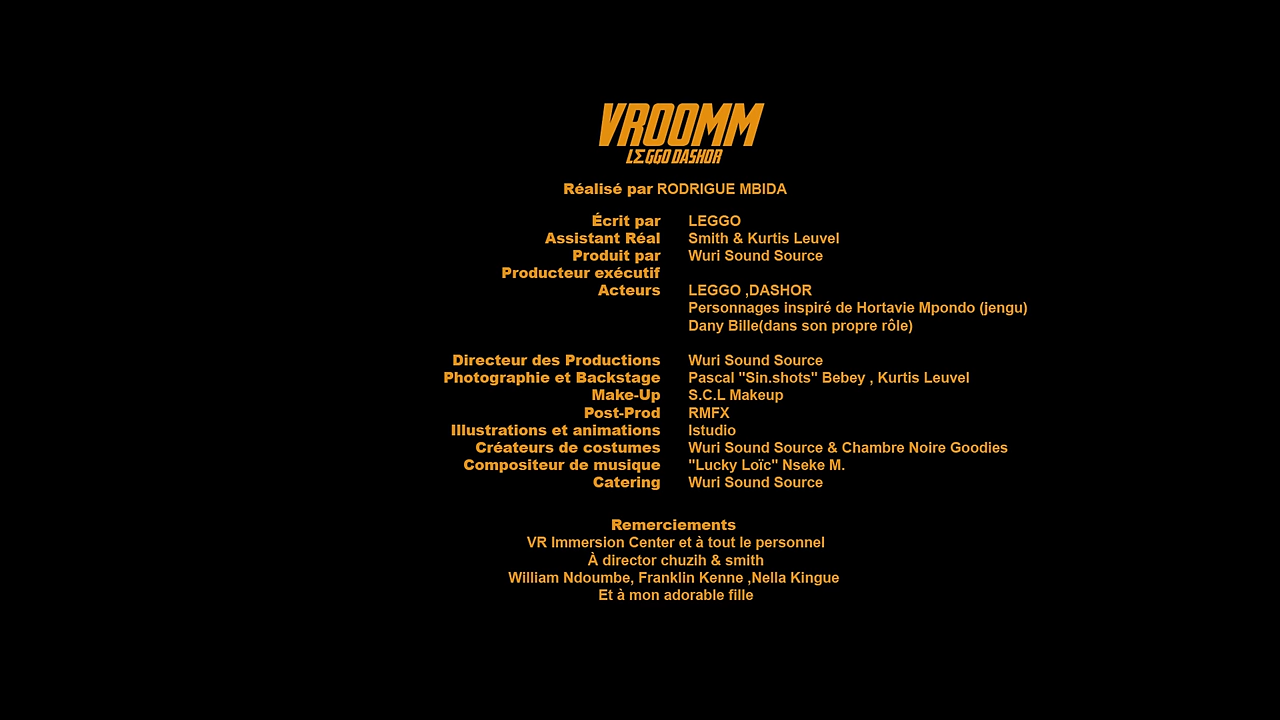 VROOMM
LΣGGO DASHOR
Réalisé par RODRIGUE MBIDA
Écrit par LEGGO
Assistant Réal Smith & Kurtis Leuvel
Produit par Wuri Sound Source
Producteur exécutif
Acteurs LEGGO ,DASHOR
Personnages inspiré de Hortavie Mpondo (jengu)
Dany Bille(dans son propre rôle)
Directeur des Productions Wuri Sound Source
Photographie et Backstage Pascal "Sin.shots" Bebey , Kurtis Leuvel
Make-Up S.C.L Makeup
Post-Prod RMFX
Illustrations et animations Istudio
Créateurs de costumes Wuri Sound Source & Chambre Noire Goodies
Compositeur de musique "Lucky Loïc" Nseke M.
Catering Wuri Sound Source
Remerciements
VR Immersion Center et à tout le personnel
À director chuzih & smith
William Ndoumbe, Franklin Kenne ,Nella Kingue
Et à mon adorable fille